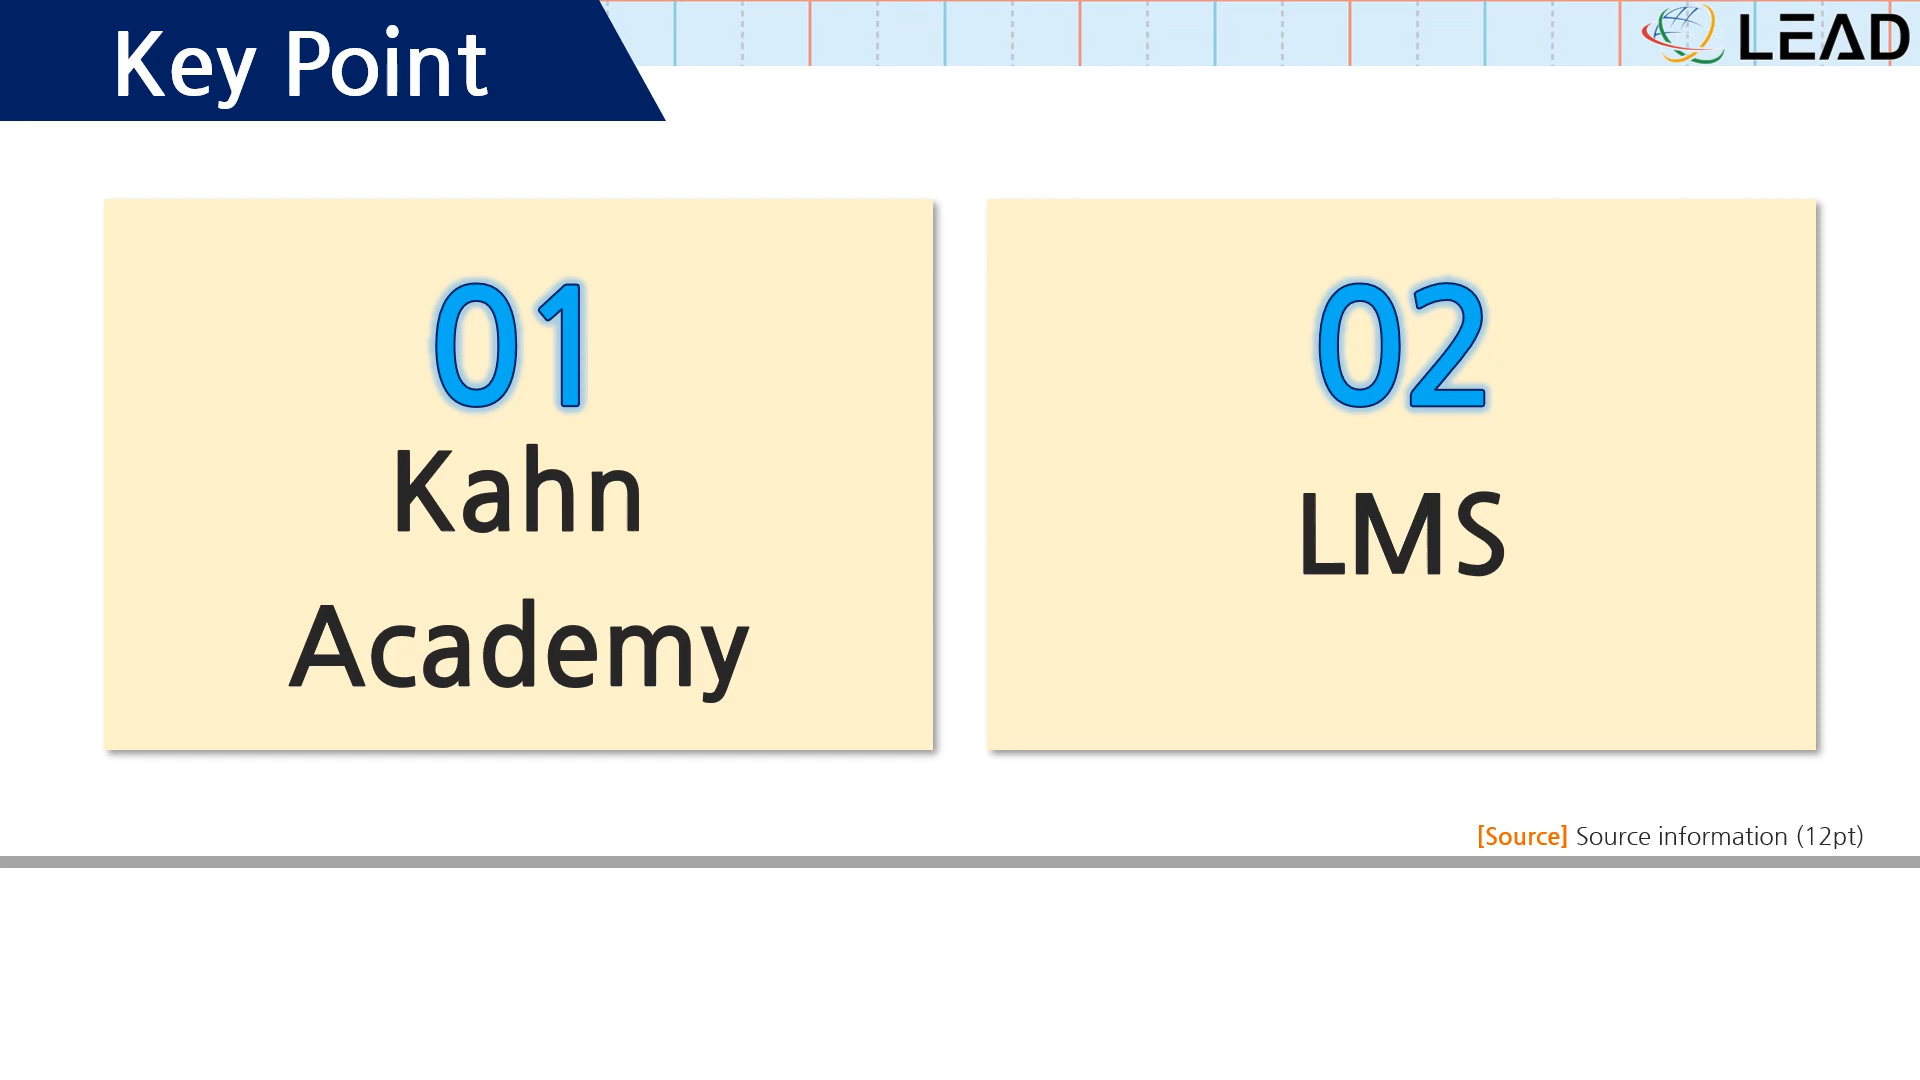 Key Point
LEAD
01
Kahn
Academy
02
LMS
[Source] Source information (12pt)